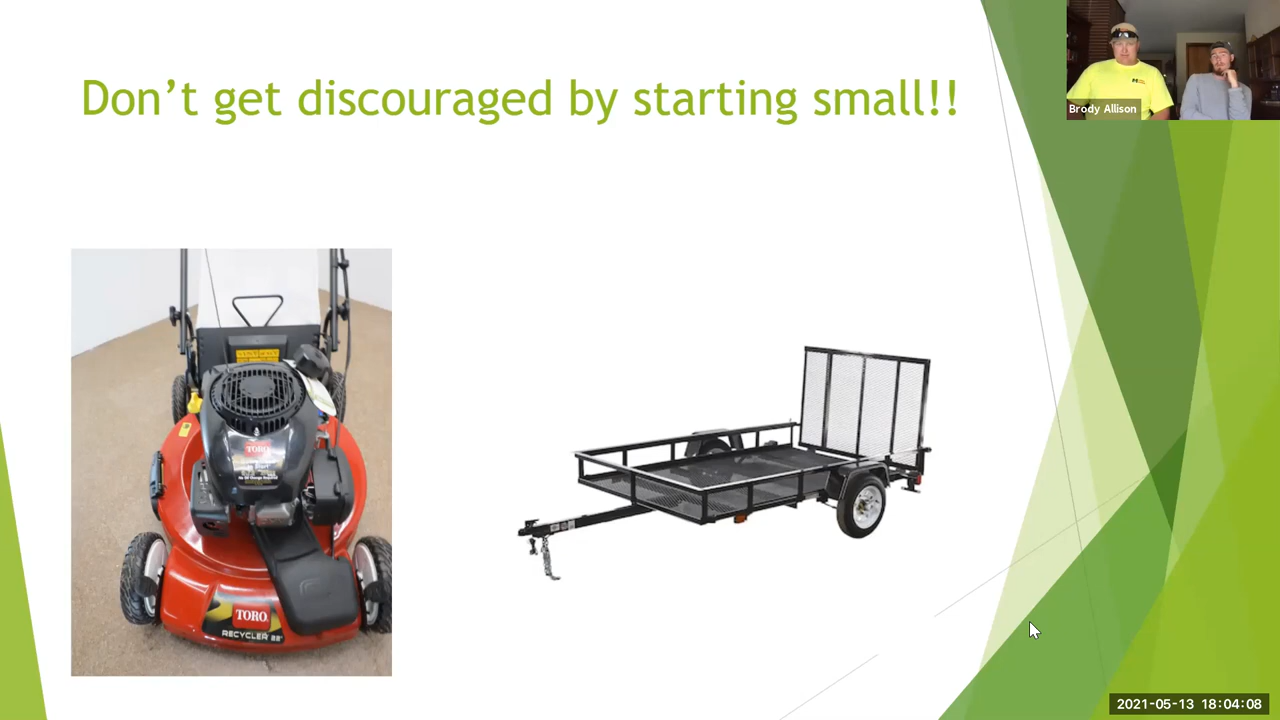 Don’t get discouraged by starting small!!
Brody Allison
TORO
TORO
RECYCLER 22"
2021-05-13 18:04:08